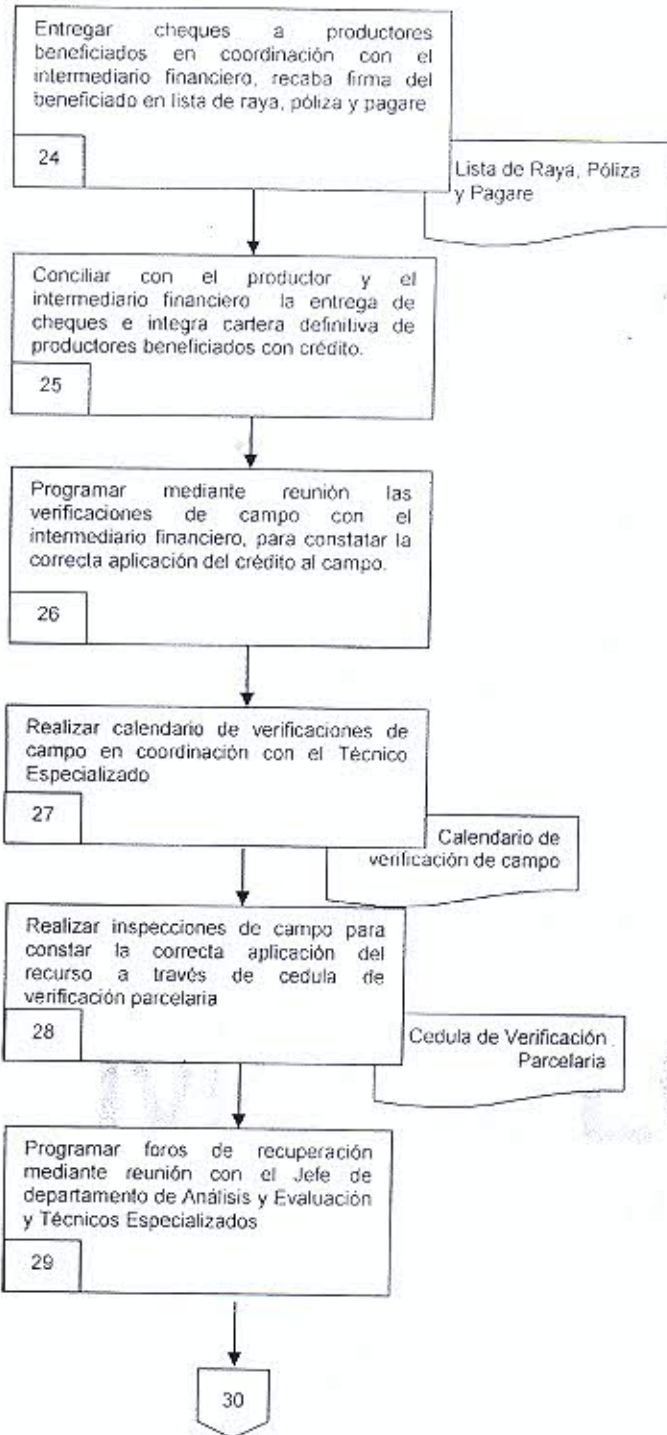 Entregar cheques a productores
beneficiados en coordinación con el
intermediario financiero, recaba firma del
beneficiado en lista de raya, póliza y pagare
24
Lista de Raya, Póliza
y Pagare
Conciliar con el productor y el
intermediario financiero la entrega de
cheques e integra cartera definitiva de
productores beneficiados con crédito.
25
Programar mediante reunión las
verificaciones de campo con el
intermediario financiero, para constatar la
correcta aplicación del crédito al campo.
26
Realizar calendario de verificaciones de
campo en coordinación con el Técnico
Especializado
27
Calendario de
verificación de campo
Realizar inspecciones de campo para
constar la correcta aplicación del
recurso a través de cedula de
verificación parcelaria
28
Cedula de Verificación
Parcelaria
Programar foros de recuperación
mediante reunión con el Jefe de
departamento de Análisis y Evaluación
y Técnicos Especializados
29
30